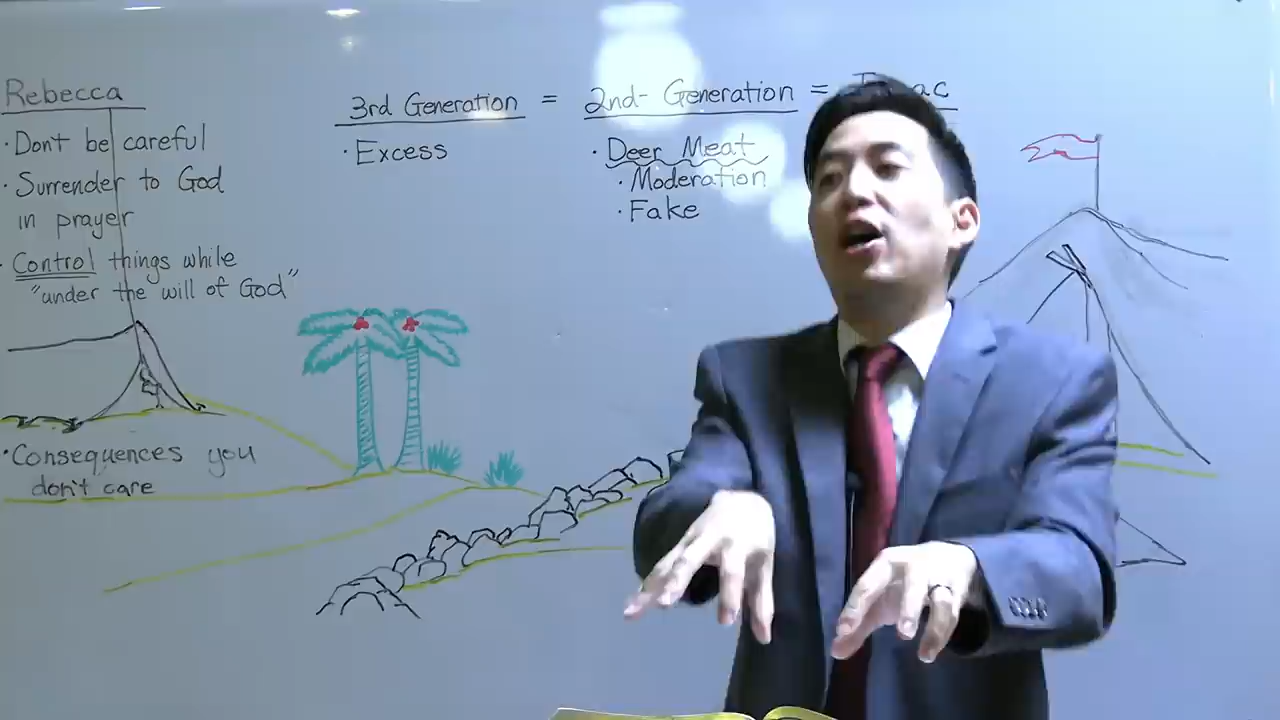 Rebecca
· Don't be careful
· Surrender to God
in prayer
· Control things while
"under the will of God"
· Consequences you
don't care
3rd Generation = 2nd- Generation =
· Excess
· Deer Meat
· Moderation
· Fake